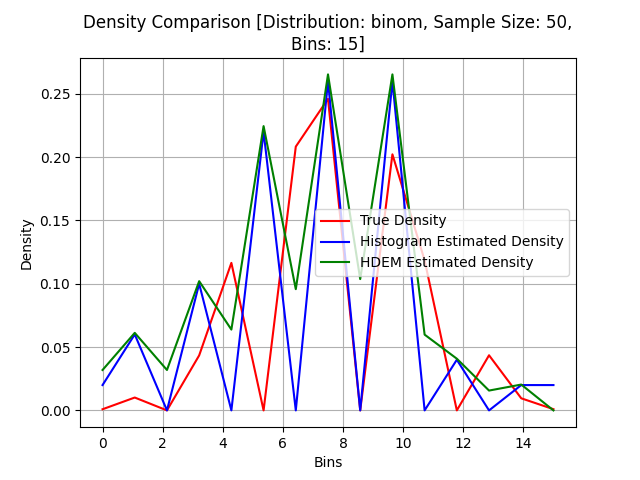 Density Comparison [Distribution: binom, Sample Size: 50,
Bins: 15]
Density
0.25
0.20
0.15
0.10
0.05
0.00
True Density
Histogram Estimated Density
HDEM Estimated Density
0 2 4 6 8 10 12 14
Bins